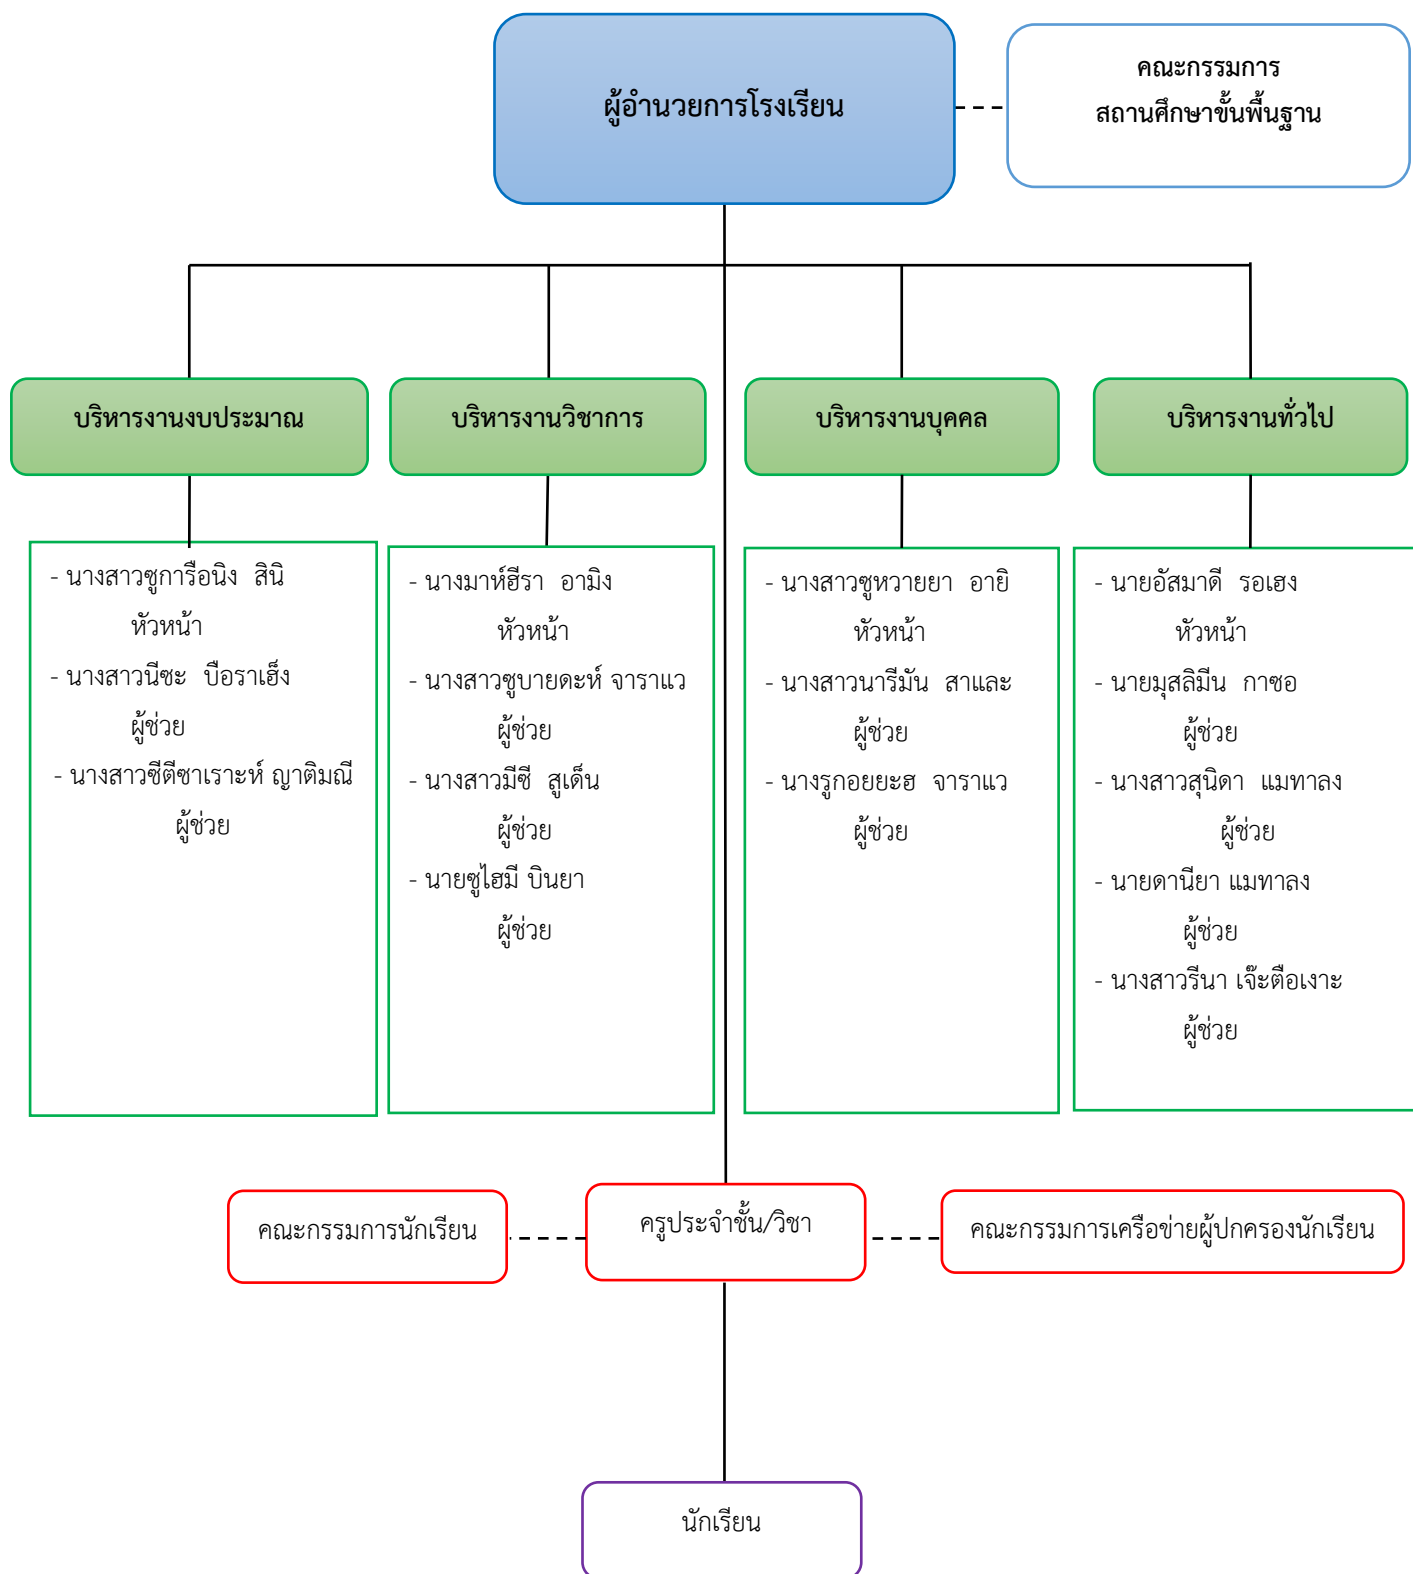 ผู้อำนวยการโรงเรียน
คณะกรรมการ
สถานศึกษาขั้นพื้นฐาน
บริหารงานงบประมาณ
บริหารงานวิชาการ
บริหารงานบุคคล
บริหารงานทั่วไป
- นางสาวซูการือนิง สินิ
หัวหน้า
- นางสาวนีซะ บือราเฮ็ง
ผู้ช่วย
- นางสาวซีตีซาเราะห์ ญาติมณี
ผู้ช่วย
- นางมาห์ฮีรา อามิง
หัวหน้า
- นางสาวซูบายดะห์ จาราแว
ผู้ช่วย
- นางสาวมีซี สูเด็น
ผู้ช่วย
- นายซูไฮมี บินยา
ผู้ช่วย
- นางสาวซูหวายยา อายิ
หัวหน้า
- นางสาวนารีมัน สาและ
ผู้ช่วย
- นางรูกอยยะฮ จาราแว
ผู้ช่วย
- นายอัสมาดี รอเฮง
หัวหน้า
- นายมุสลิมีน กาซอ
ผู้ช่วย
- นางสาวสุนิดา แมทาลง
ผู้ช่วย
- นายดานียา แมทาลง
ผู้ช่วย
- นางสาวรีนา เจ๊ะตือเงาะ
ผู้ช่วย
คณะกรรมการนักเรียน
ครูประจำชั้น/วิชา
คณะกรรมการเครือข่ายผู้ปกครองนักเรียน
นักเรียน